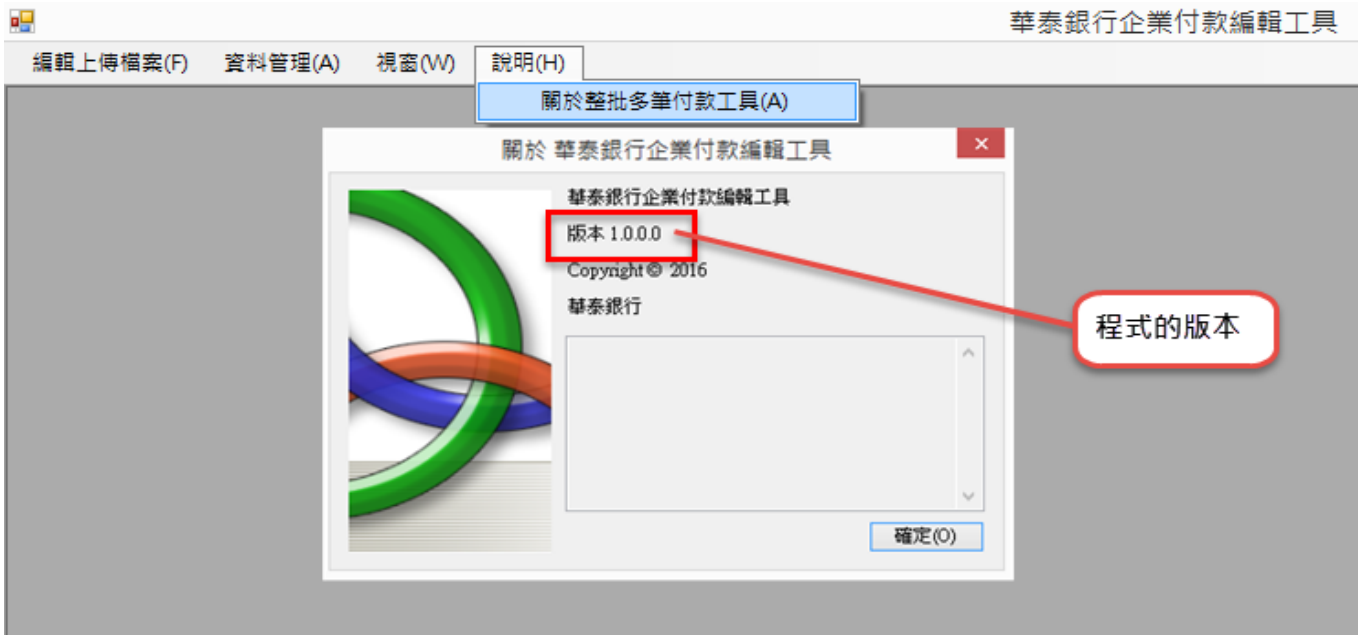 華泰銀行企業付款編輯工具
編輯上傳檔案(F) 資料管理(A) 視窗(W) 說明(H)
關於整批多筆付款工具(A)
關於 華泰銀行企業付款編輯工具
華泰銀行企業付款編輯工具
版本 1.0.0.0
Copyright © 2016
華泰銀行
程式的版本
確定(O)